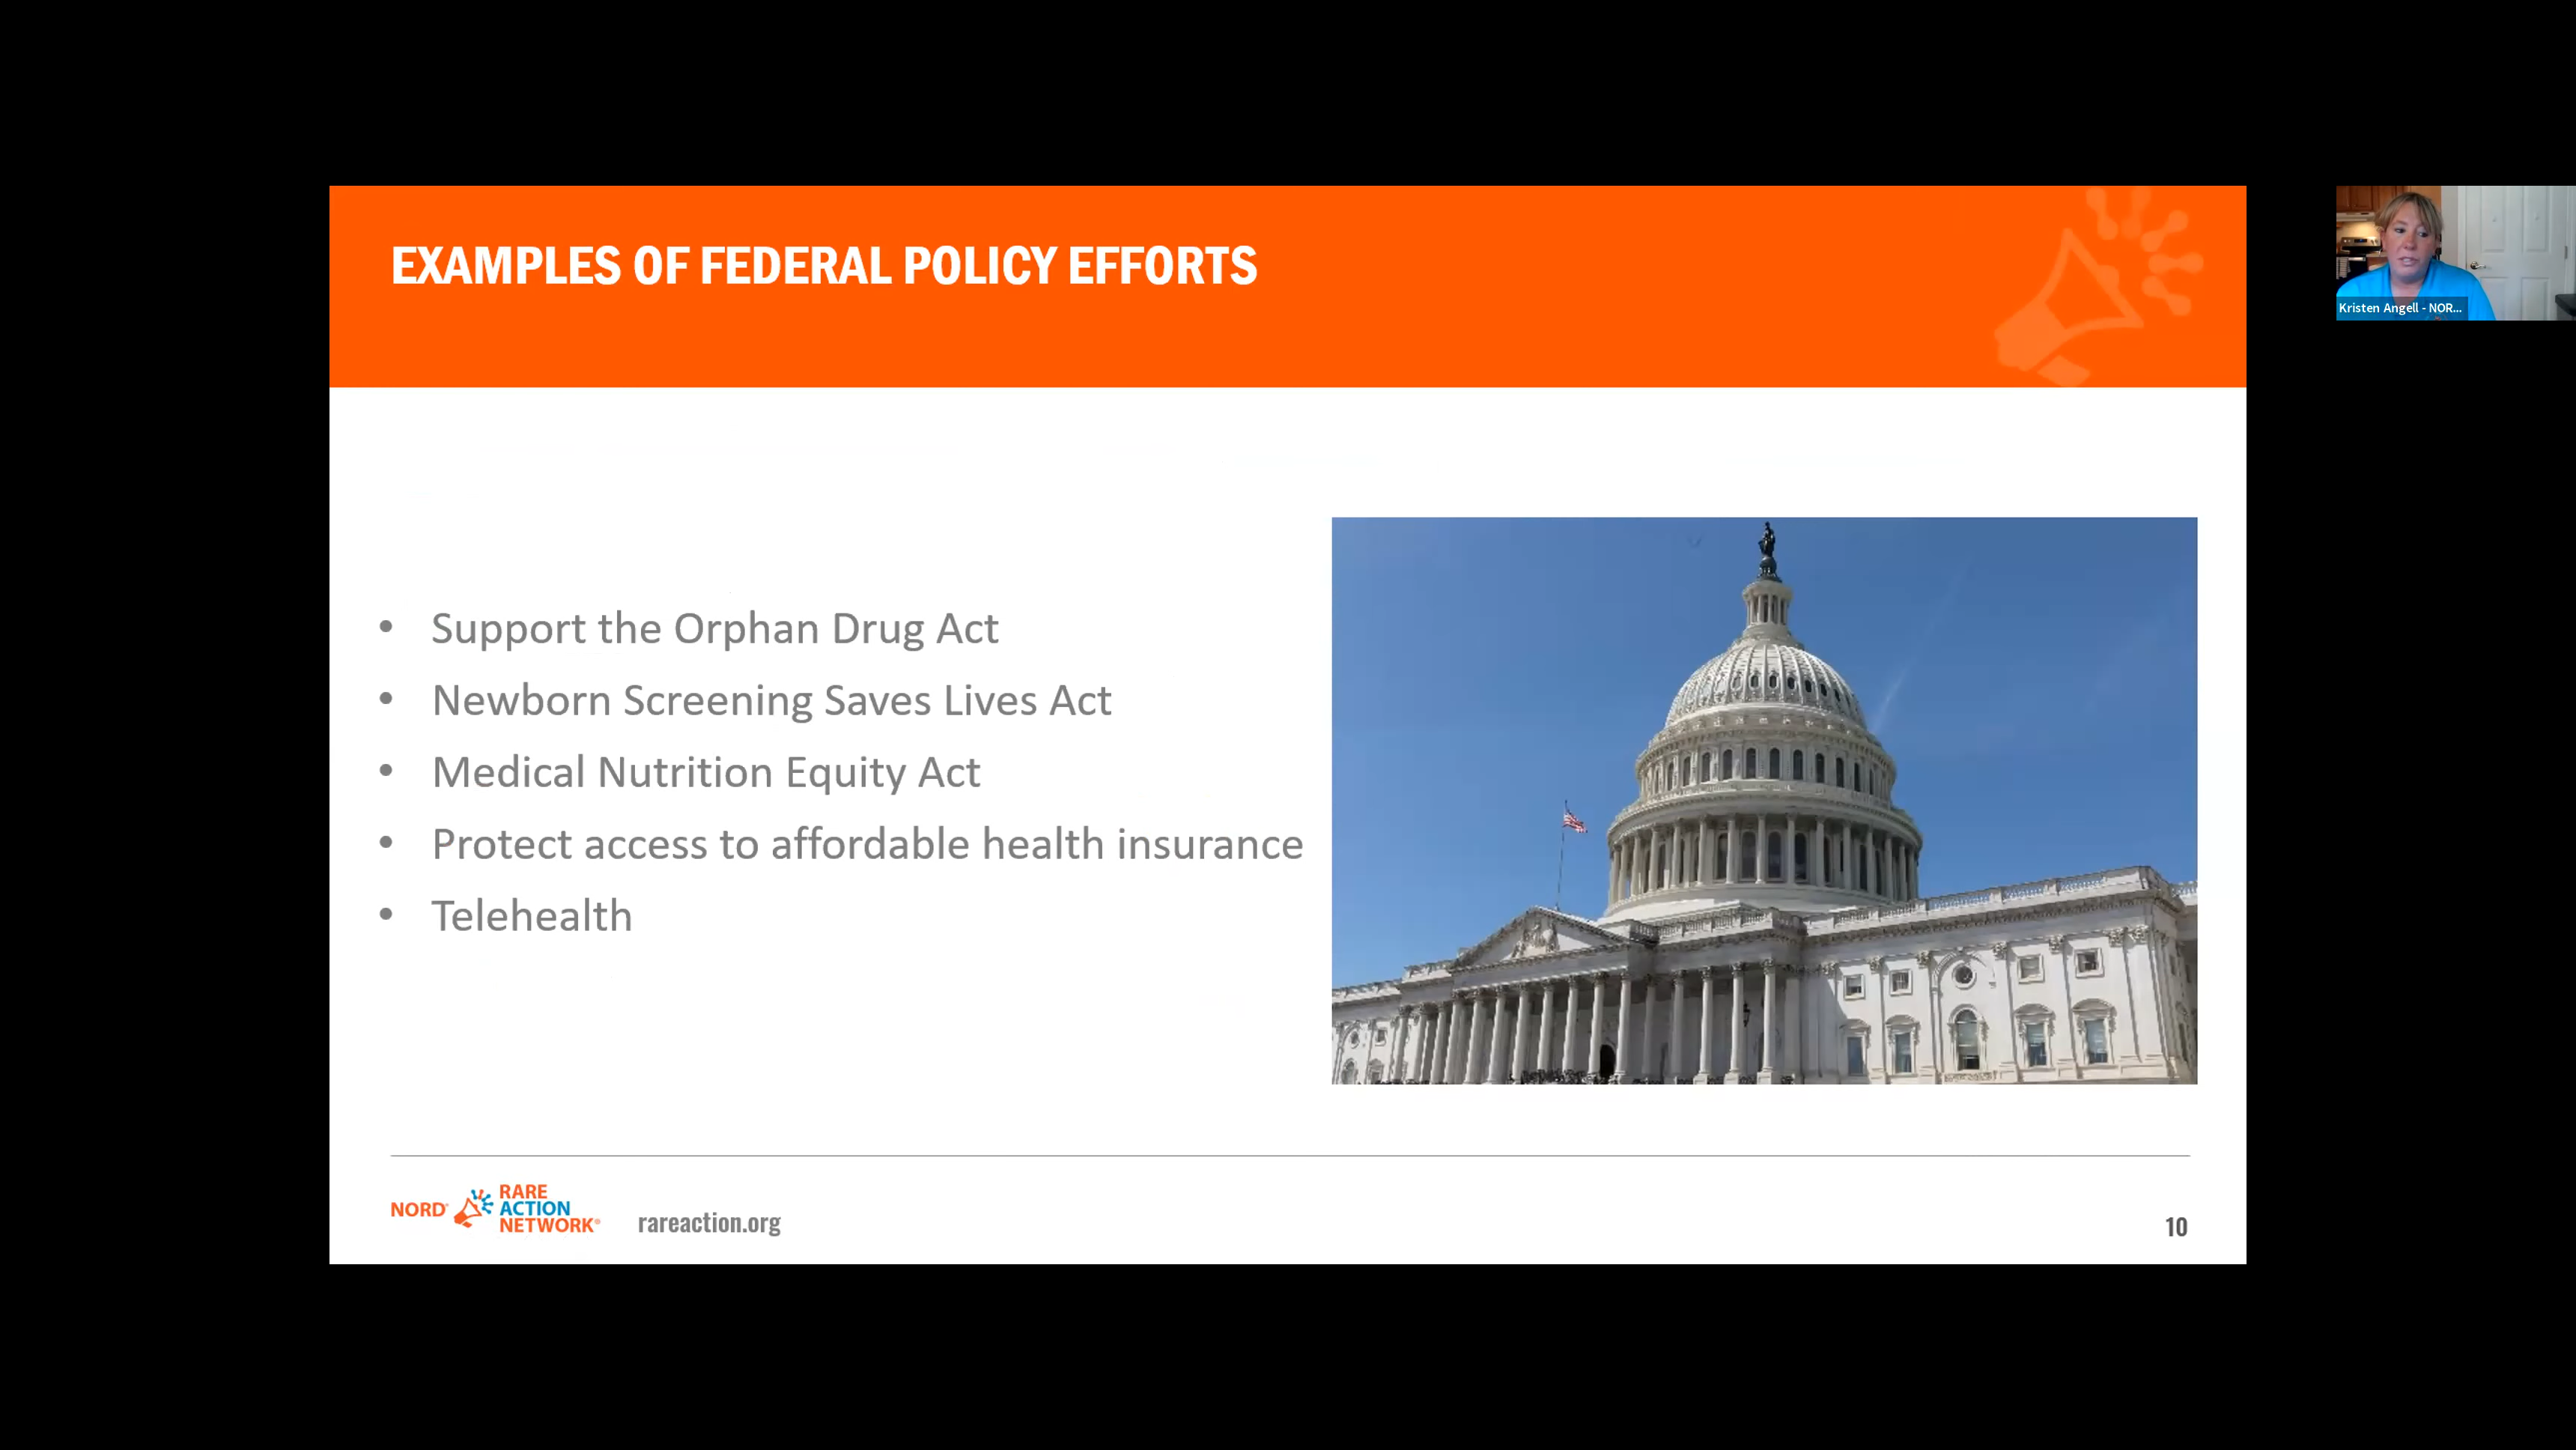 EXAMPLES OF FEDERAL POLICY EFFORTS
Kristen Angell - NOR...
• Support the Orphan Drug Act
• Newborn Screening Saves Lives Act
• Medical Nutrition Equity Act
• Protect access to affordable health insurance
• Telehealth
NORD®
RARE
ACTION
NETWORK®
rareaction.org
10